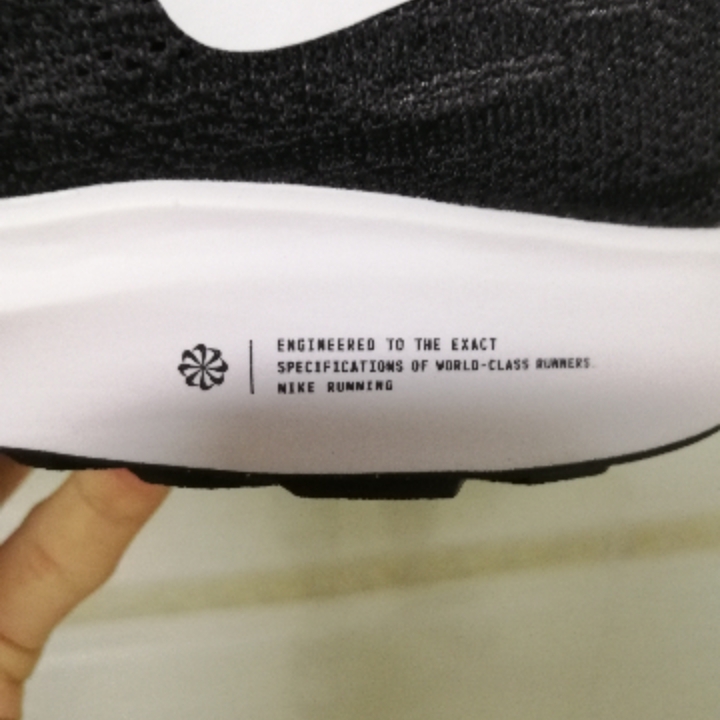 ENGINEERED TO THE EXACT
SPECIFICATIONS OF WORLD-CLASS RUNNERS.
NIKE RUNNING